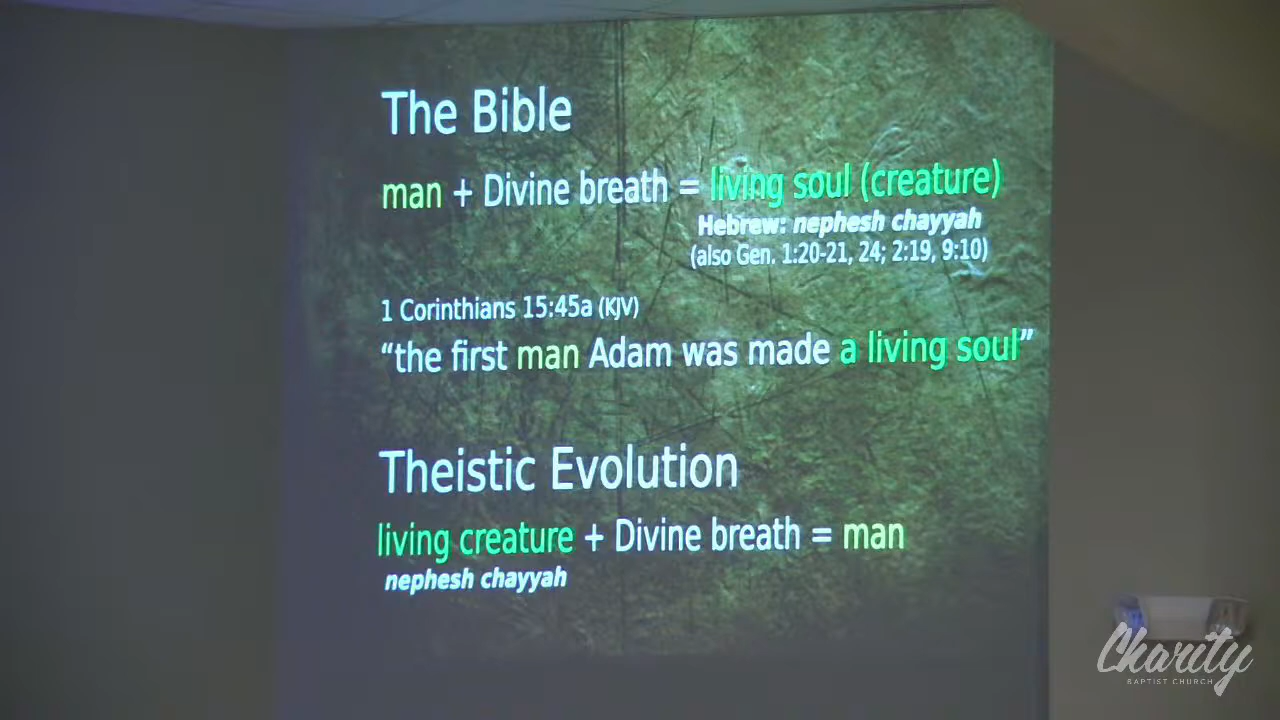 The Bible
man + Divine breath = living soul (creature)
Hebrew: nephesh chayyah
(also Gen. 1:20-21, 24; 2:19, 9:10)
1 Corinthians 15:45a (KJV)
“the first man Adam was made a living soul”
Theistic Evolution
living creature + Divine breath = man
nephesh chayyah
Charity
BAPTIST CHURCH